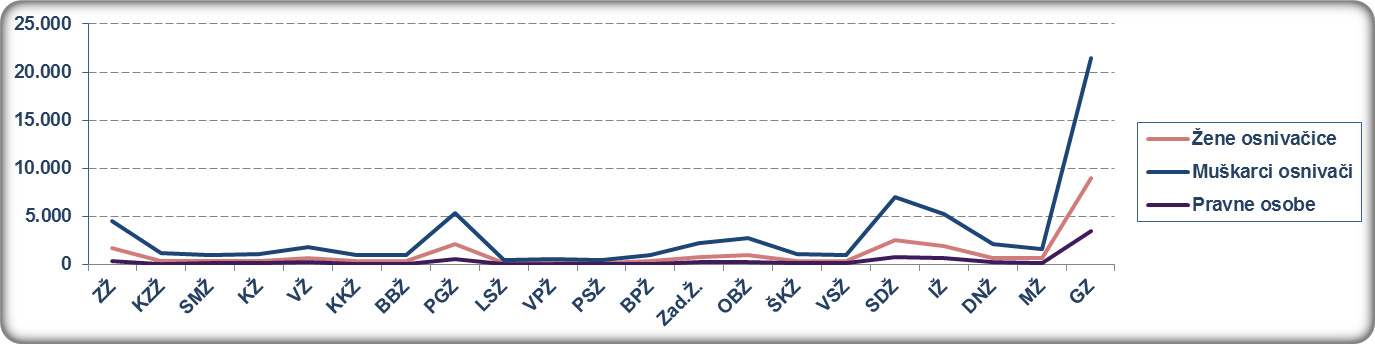 25.000
20.000
15.000
10.000
5.000
0
ZŽ KZŽ SMŽ KŽ VŽ KKŽ BBŽ PGŽ LSŽ VPŽ PSŽ BPŽ Zad.Ž. OBŽ ŠKŽ VSŽ SDŽ IŽ DNŽ MŽ GZ
Žene osnivačice
Muškarci osnivači
Pravne osobe